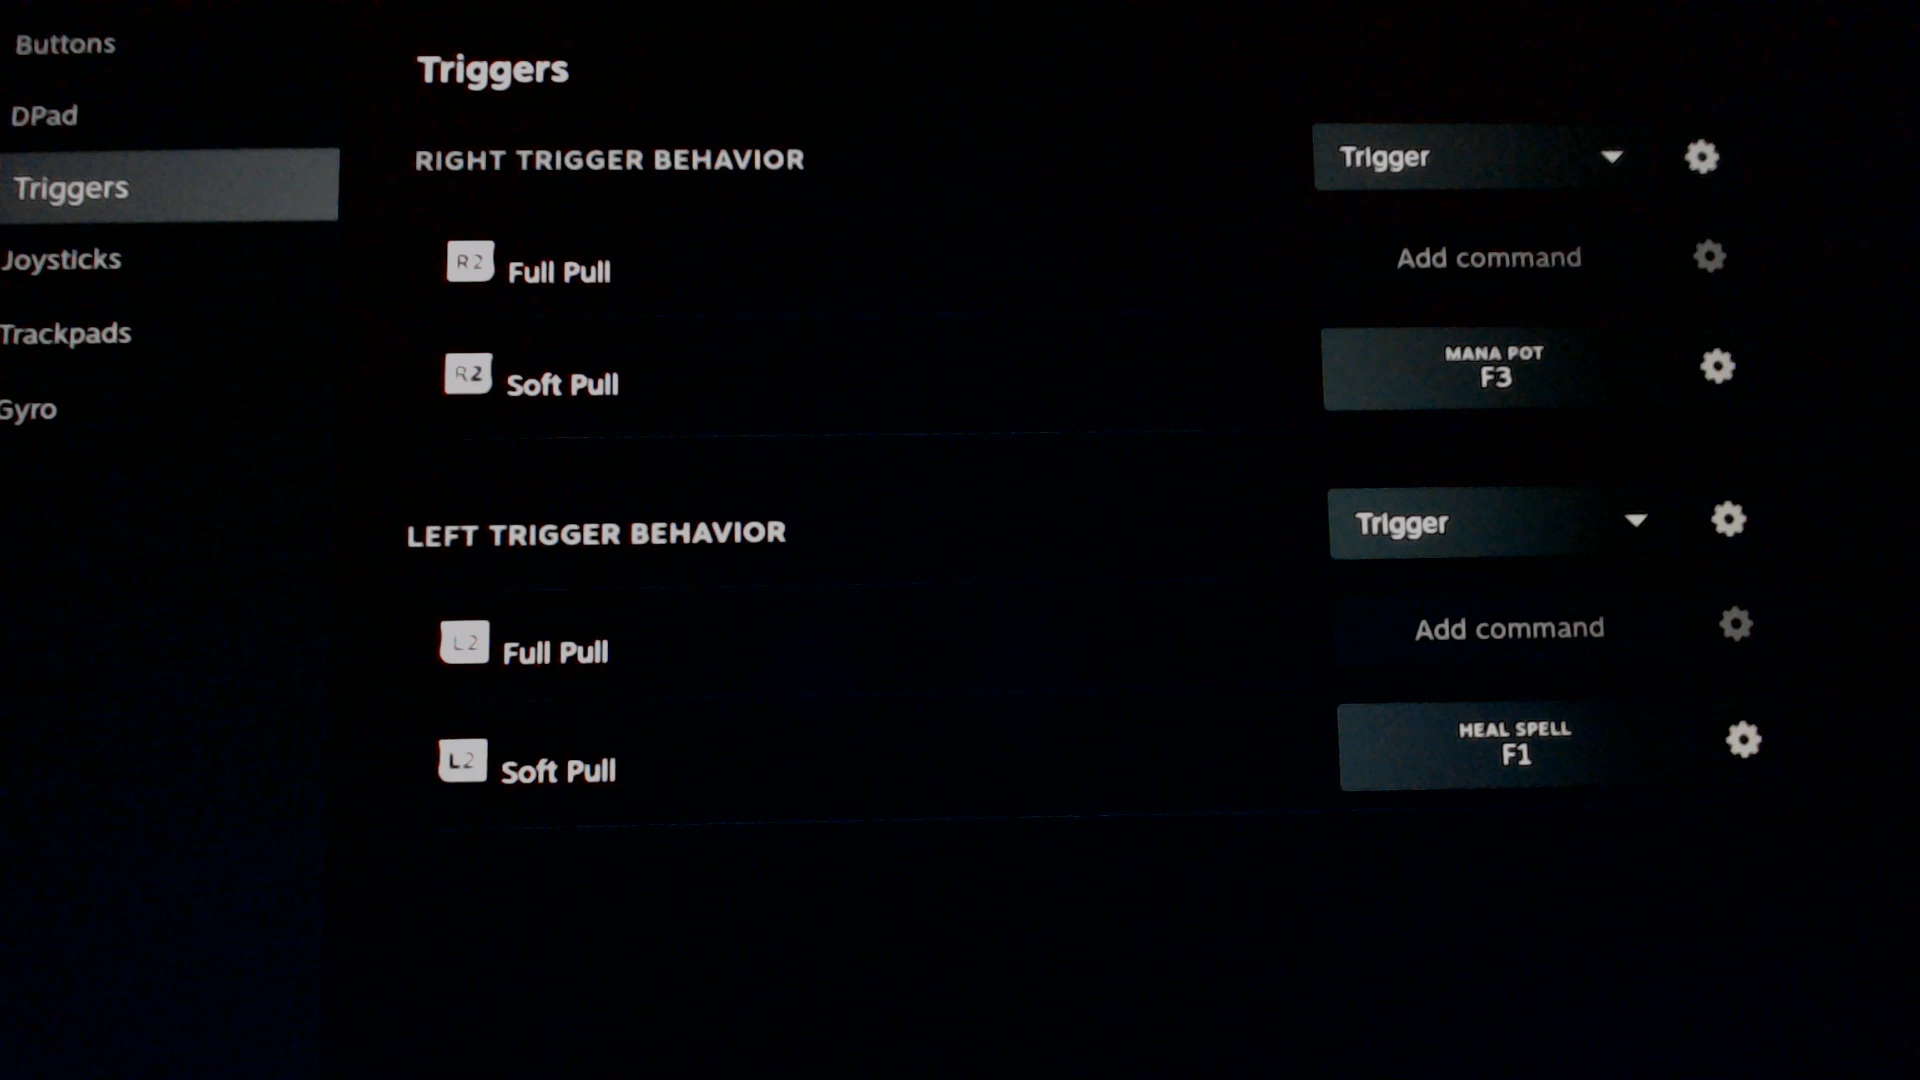 Buttons
DPad
Triggers
Joysticks
Trackpads
Gyro
Triggers
RIGHT TRIGGER BEHAVIOR
Trigger
R2 Full Pull
Add command
R2 Soft Pull
MANA POT
F3
LEFT TRIGGER BEHAVIOR
Trigger
L2 Full Pull
Add command
L2 Soft Pull
HEAL SPELL
F1